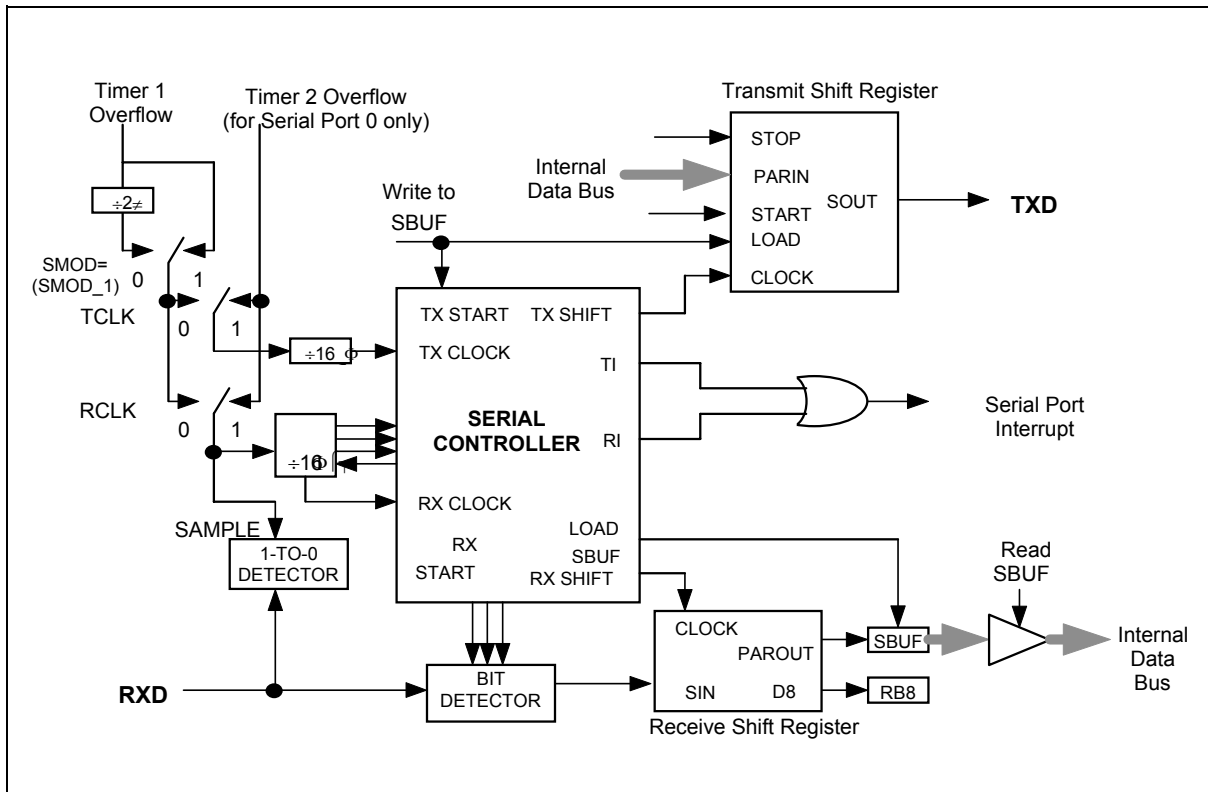 Timer 1
Overflow
Timer 2 Overflow
(for Serial Port 0 only)
÷2≠
SMOD=
(SMOD_1)
0
1
TCLK
0
1
÷16
RCLK
0
1
÷16
SAMPLE
1-TO-0
DETECTOR
RXD
Write to
SBUF
Internal
Data Bus
Transmit Shift Register
STOP
PARIN
START
LOAD
CLOCK
SOUT
TXD
TX START
TX SHIFT
TX CLOCK
TI
SERIAL
CONTROLLER
RI
RX CLOCK
LOAD
SBUF
RX
START
RX SHIFT
Serial Port
Interrupt
BIT
DETECTOR
CLOCK
PAROUT
SIN
D8
Receive Shift Register
SBUF
RB8
Read
SBUF
Internal
Data
Bus